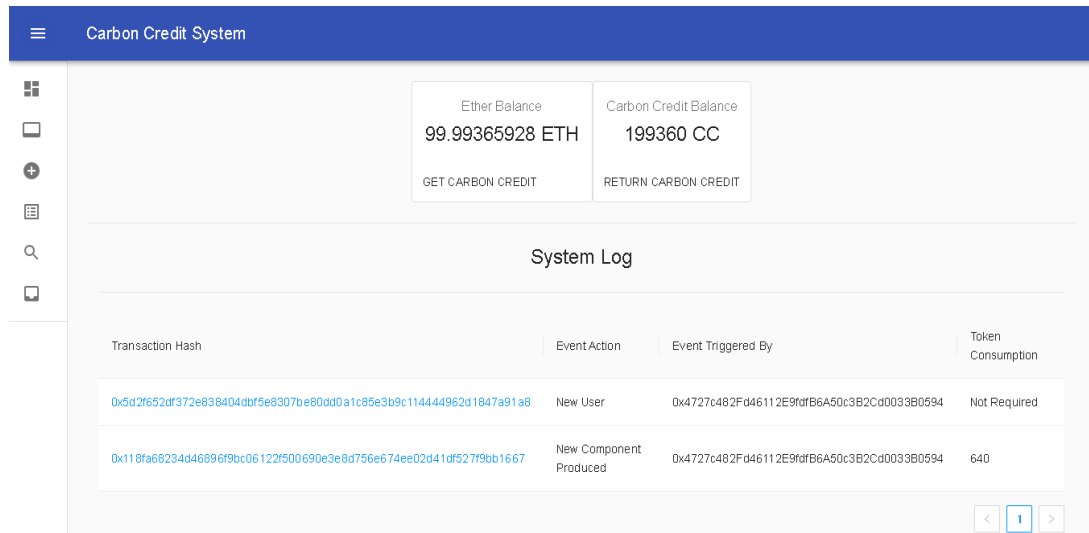 Carbon Credit System
Ether Balance
99.99365928 ETH
GET CARBON CREDIT
Carbon Credit Balance
199360 CC
RETURN CARBON CREDIT
System Log
Transaction Hash
Event Action
Event Triggered By
Token
Consumption
0x5d2f652df372e838404dbf5e8307be80dd0a1c85e3b9c114444962d1847a91a8
New User
0x4727c482Fd46112E9fdfB6A50c3B2Cd0033B0594
Not Required
0x118fa68234d46896f9bc06122f500690e3e8d756e674ee02d41df527f9bb1667
New Component
Produced
0x4727c482Fd46112E9fdfB6A50c3B2Cd0033B0594
640
< 1 >